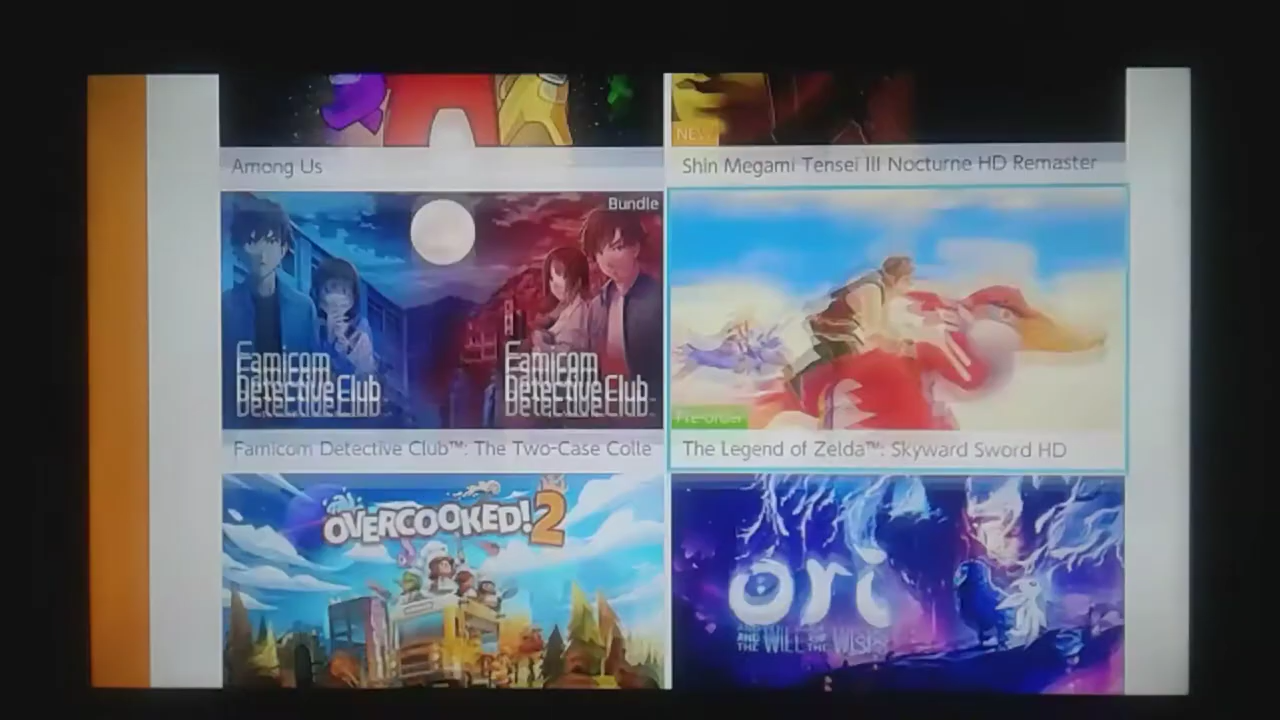 NEW
Among Us
Shin Megami Tensei III Nocturne HD Remaster
Bundle
Famicom
Detective Club
Famicom
Detective Club
Pre-order
Famicom Detective Club™: The Two-Case Colle
The Legend of Zelda™: Skyward Sword HD
OVERCOOKED! 2
ori
AND
THE WILL OF THE WISPS